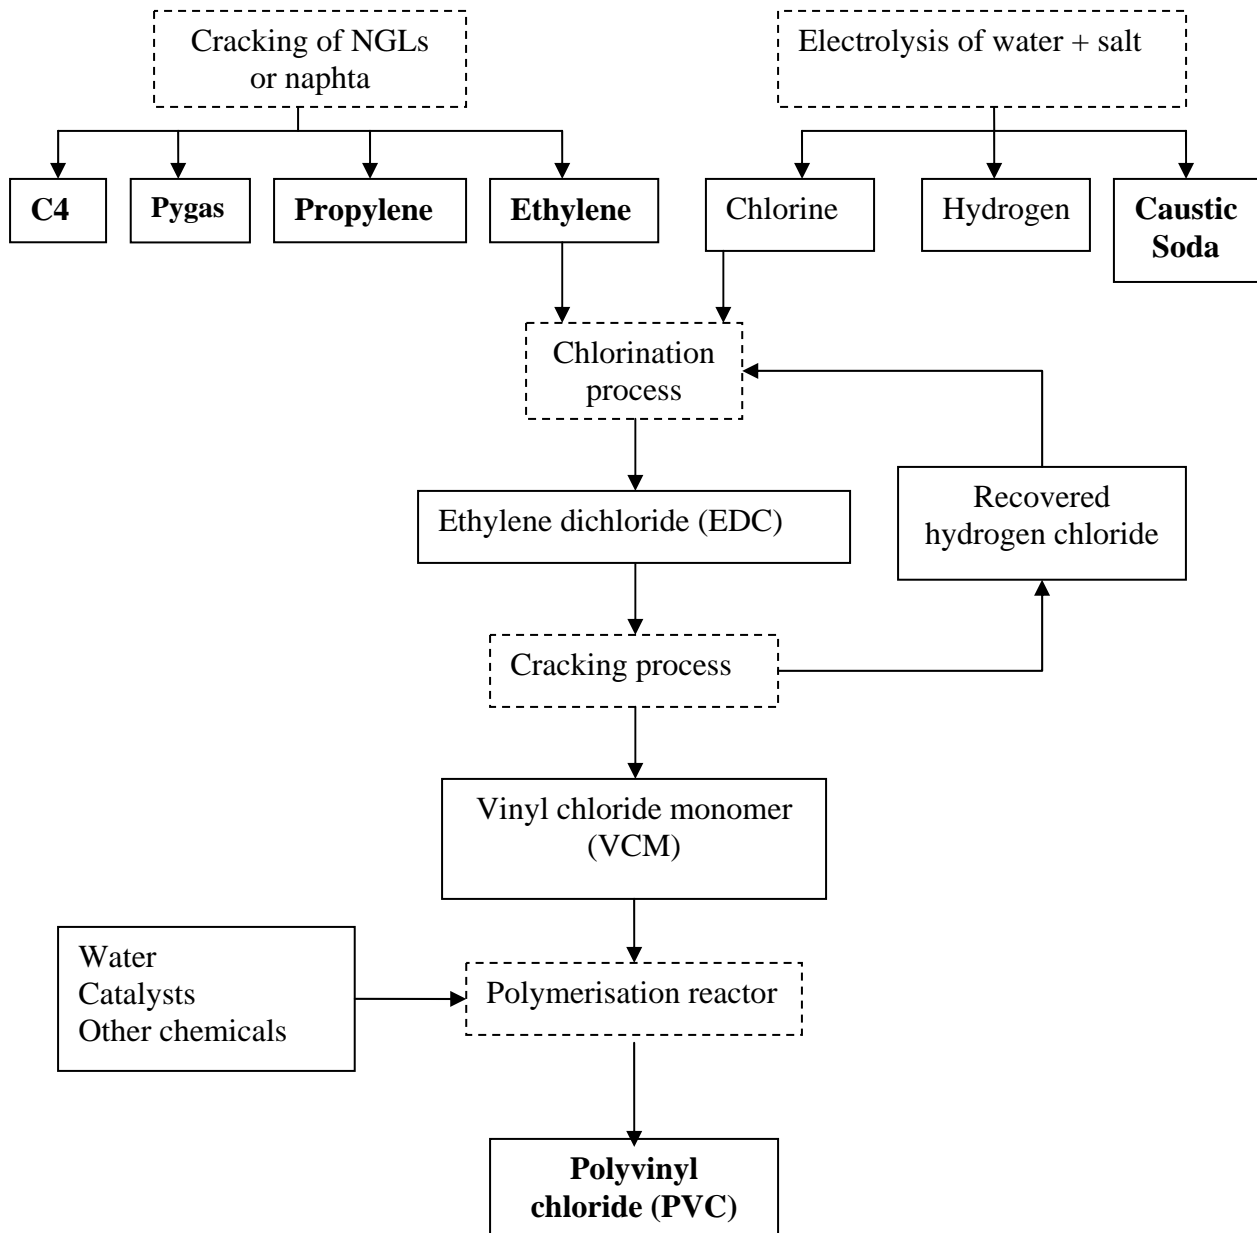 Cracking of NGLs
or naphta
Electrolysis of water + salt
C4
Pygas
Propylene
Ethylene
Chlorine
Hydrogen
Caustic
Soda
Chlorination
process
Ethylene dichloride (EDC)
Recovered
hydrogen chloride
Cracking process
Vinyl chloride monomer
(VCM)
Water
Catalysts
Other chemicals
Polymerisation reactor
Polyvinyl
chloride (PVC)